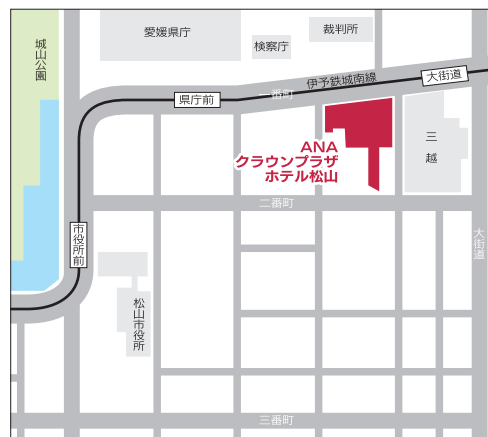 愛媛県庁
裁判所
検察庁
城山公園
伊予鉄城南線
大街道
県庁前
一番町
ANA
クラウンプラザ
ホテル松山
三越
二番町
市役所前
大街道
松山市役所
三番町